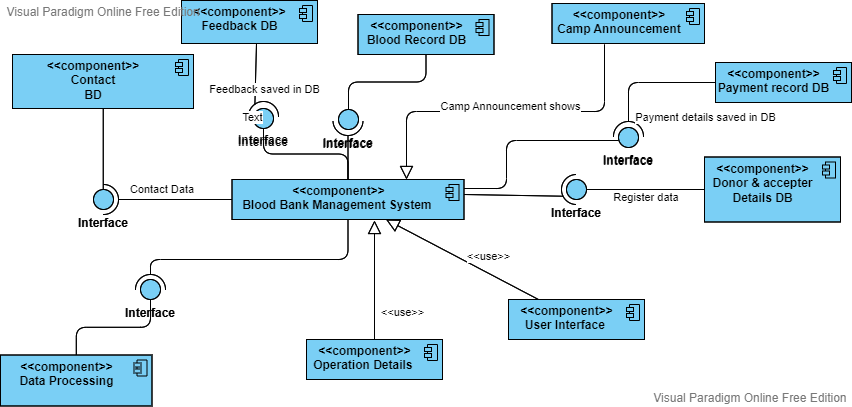 Visual Paradigm Online Free Edition
<<component>>
Feedback DB
<<component>>
Blood Record DB
<<component>>
Camp Announcement
<<component>>
Contact
BD
<<component>>
Payment record DB
Feedback saved in DB
Camp Announcement shows
Text
Payment details saved in DB
Interface
Interface
Interface
<<component>>
Donor & accepter
Details DB
Contact Data
<<component>>
Blood Bank Management System
Register data
Interface
Interface
<<use>>
Interface
<<use>>
<<component>>
User Interface
<<component>>
Operation Details
<<component>>
Data Processing
Visual Paradigm Online Free Edition